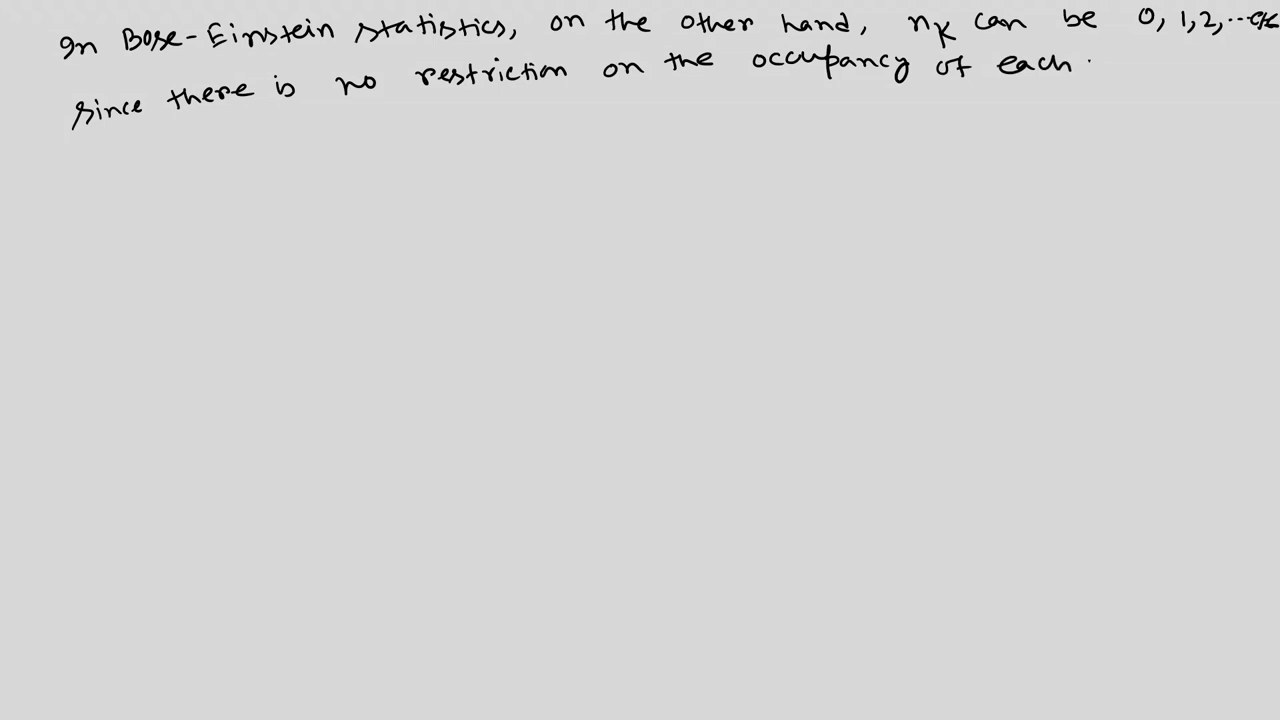 In Bose-Einstein statistics, on the other hand, nK can be 0, 1, 2, ... etc
since there is no restriction on the occupancy of each.